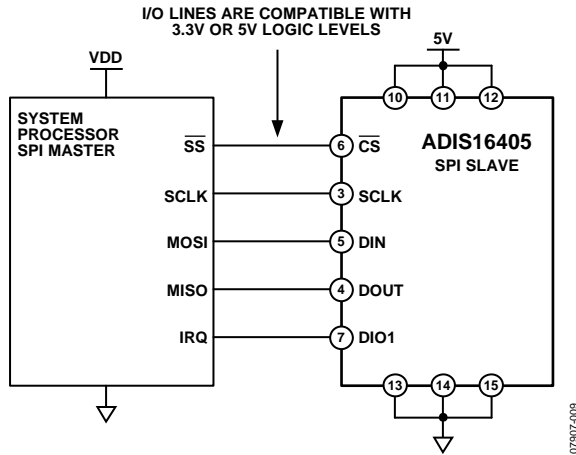 I/O LINES ARE COMPATIBLE WITH
3.3V OR 5V LOGIC LEVELS
VDD
5V
10
11
12
SYSTEM
PROCESSOR
SPI MASTER
ADIS16405
SPI SLAVE
SS
6
CS
SCLK
3
SCLK
MOSI
5
DIN
MISO
4
DOUT
IRQ
7
DIO1
13
14
15
07907-009